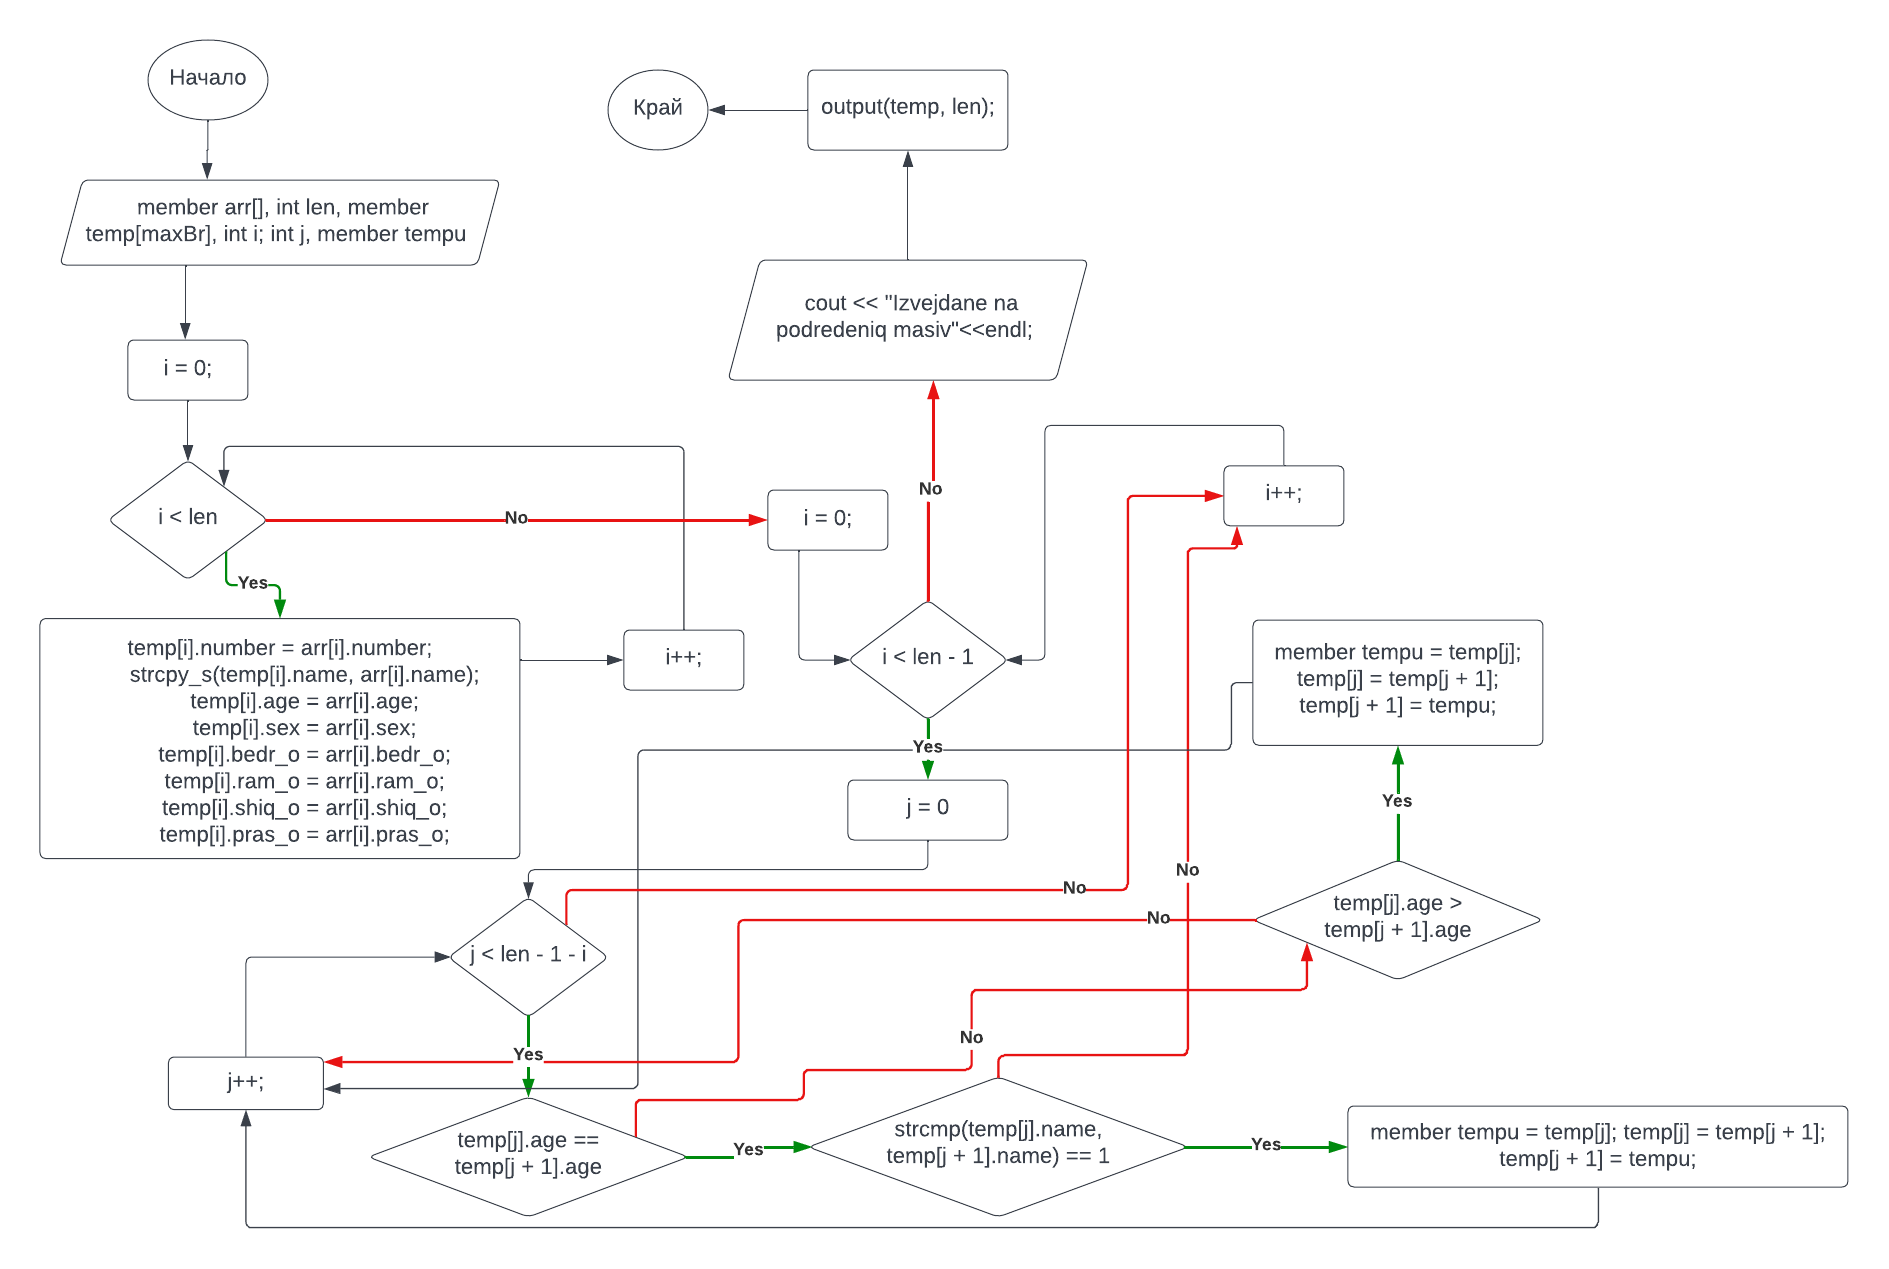 Начало
member arr[], int len, member
temp[maxBr], int i; int j, member tempu
i = 0;
i < len
No
Yes
temp[i].number = arr[i].number;
strcpy_s(temp[i].name, arr[i].name);
temp[i].age = arr[i].age;
temp[i].sex = arr[i].sex;
temp[i].bedr_o = arr[i].bedr_o;
temp[i].ram_o = arr[i].ram_o;
temp[i].shiq_o = arr[i].shiq_o;
temp[i].pras_o = arr[i].pras_o;
i++;
i = 0;
i < len - 1
No
cout << "Izvejdane na
podredeniq masiv"<<endl;
output(temp, len);
Край
Yes
j = 0
j < len - 1 - i
No
i++;
Yes
temp[j].age ==
temp[j + 1].age
No
temp[j].age >
temp[j + 1].age
No
Yes
member tempu = temp[j];
temp[j] = temp[j + 1];
temp[j + 1] = tempu;
Yes
strcmp(temp[j].name,
temp[j + 1].name) == 1
No
Yes
member tempu = temp[j]; temp[j] = temp[j + 1];
temp[j + 1] = tempu;
j++;